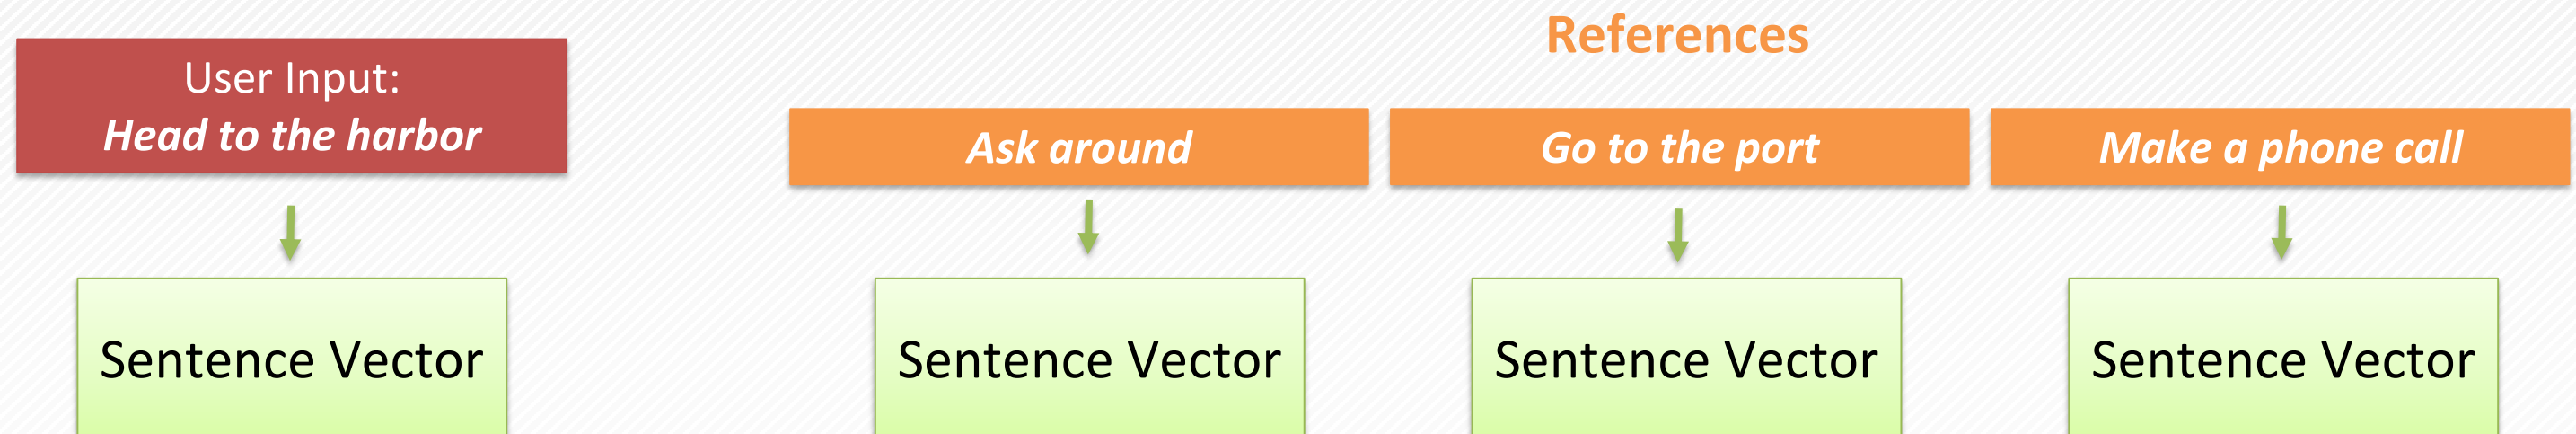 References
User Input:
Head to the harbor
Ask around
Go to the port
Make a phone call
Sentence Vector
Sentence Vector
Sentence Vector
Sentence Vector